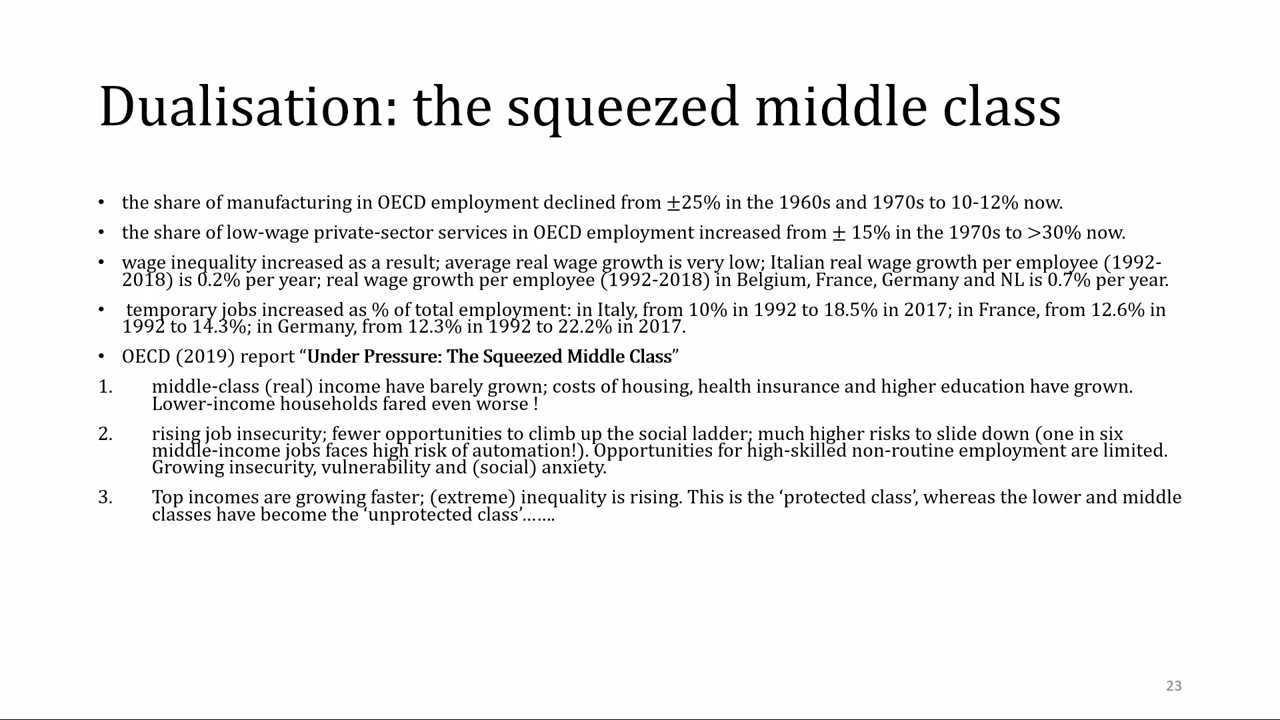 Dualisation: the squeezed middle class
• the share of manufacturing in OECD employment declined from ±25% in the 1960s and 1970s to 10-12% now.
• the share of low-wage private-sector services in OECD employment increased from ± 15% in the 1970s to >30% now.
• wage inequality increased as a result; average real wage growth is very low; Italian real wage growth per employee (1992-
2018) is 0.2% per year; real wage growth per employee (1992-2018) in Belgium, France, Germany and NL is 0.7% per year.
• temporary jobs increased as % of total employment: in Italy, from 10% in 1992 to 18.5% in 2017; in France, from 12.6% in
1992 to 14.3%; in Germany, from 12.3% in 1992 to 22.2% in 2017.
• OECD (2019) report “Under Pressure: The Squeezed Middle Class”
1. middle-class (real) income have barely grown; costs of housing, health insurance and higher education have grown.
Lower-income households fared even worse !
2. rising job insecurity; fewer opportunities to climb up the social ladder; much higher risks to slide down (one in six
middle-income jobs faces high risk of automation!). Opportunities for high-skilled non-routine employment are limited.
Growing insecurity, vulnerability and (social) anxiety.
3. Top incomes are growing faster; (extreme) inequality is rising. This is the ‘protected class’, whereas the lower and middle
classes have become the ‘unprotected class’…….
23